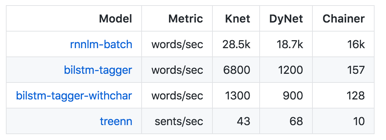 Model Metric Knet DyNet Chainer
rnnlm-batch words/sec 28.5k 18.7k 16k
bilstm-tagger words/sec 6800 1200 157
bilstm-tagger-withchar words/sec 1300 900 128
treenn sents/sec 43 68 10